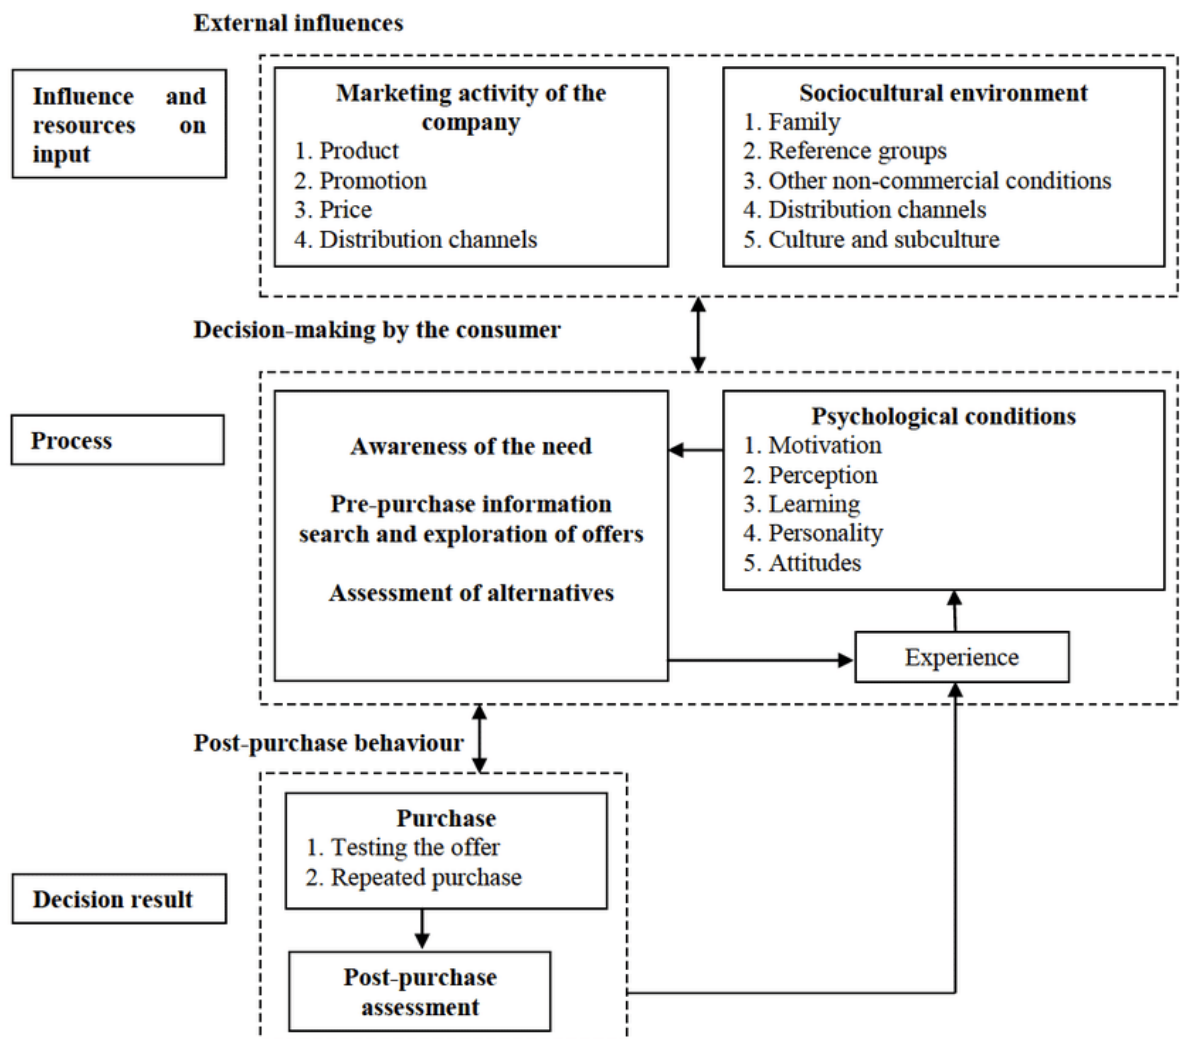 External influences
Influence and
resources on
input
Marketing activity of the
company
1. Product
2. Promotion
3. Price
4. Distribution channels
Sociocultural environment
1. Family
2. Reference groups
3. Other non-commercial conditions
4. Distribution channels
5. Culture and subculture
Decision-making by the consumer
Process
Awareness of the need
Pre-purchase information
search and exploration of offers
Assessment of alternatives
Psychological conditions
1. Motivation
2. Perception
3. Learning
4. Personality
5. Attitudes
Experience
Post-purchase behaviour
Decision result
Purchase
1. Testing the offer
2. Repeated purchase
Post-purchase
assessment